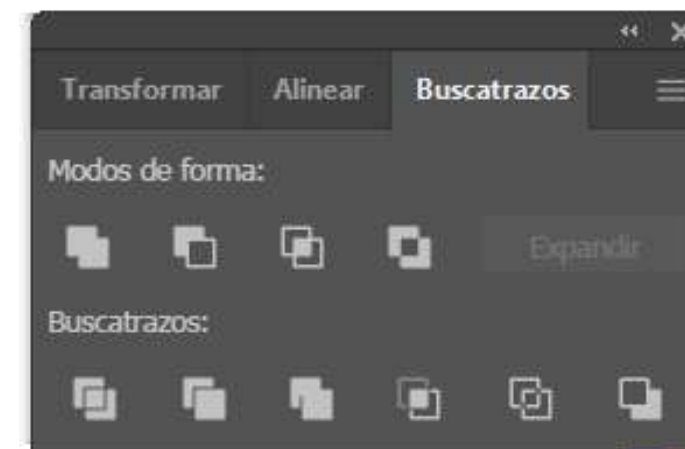 Transformar Alinear Buscatrazos
Modos de forma:
Expandir
Buscatrazos: